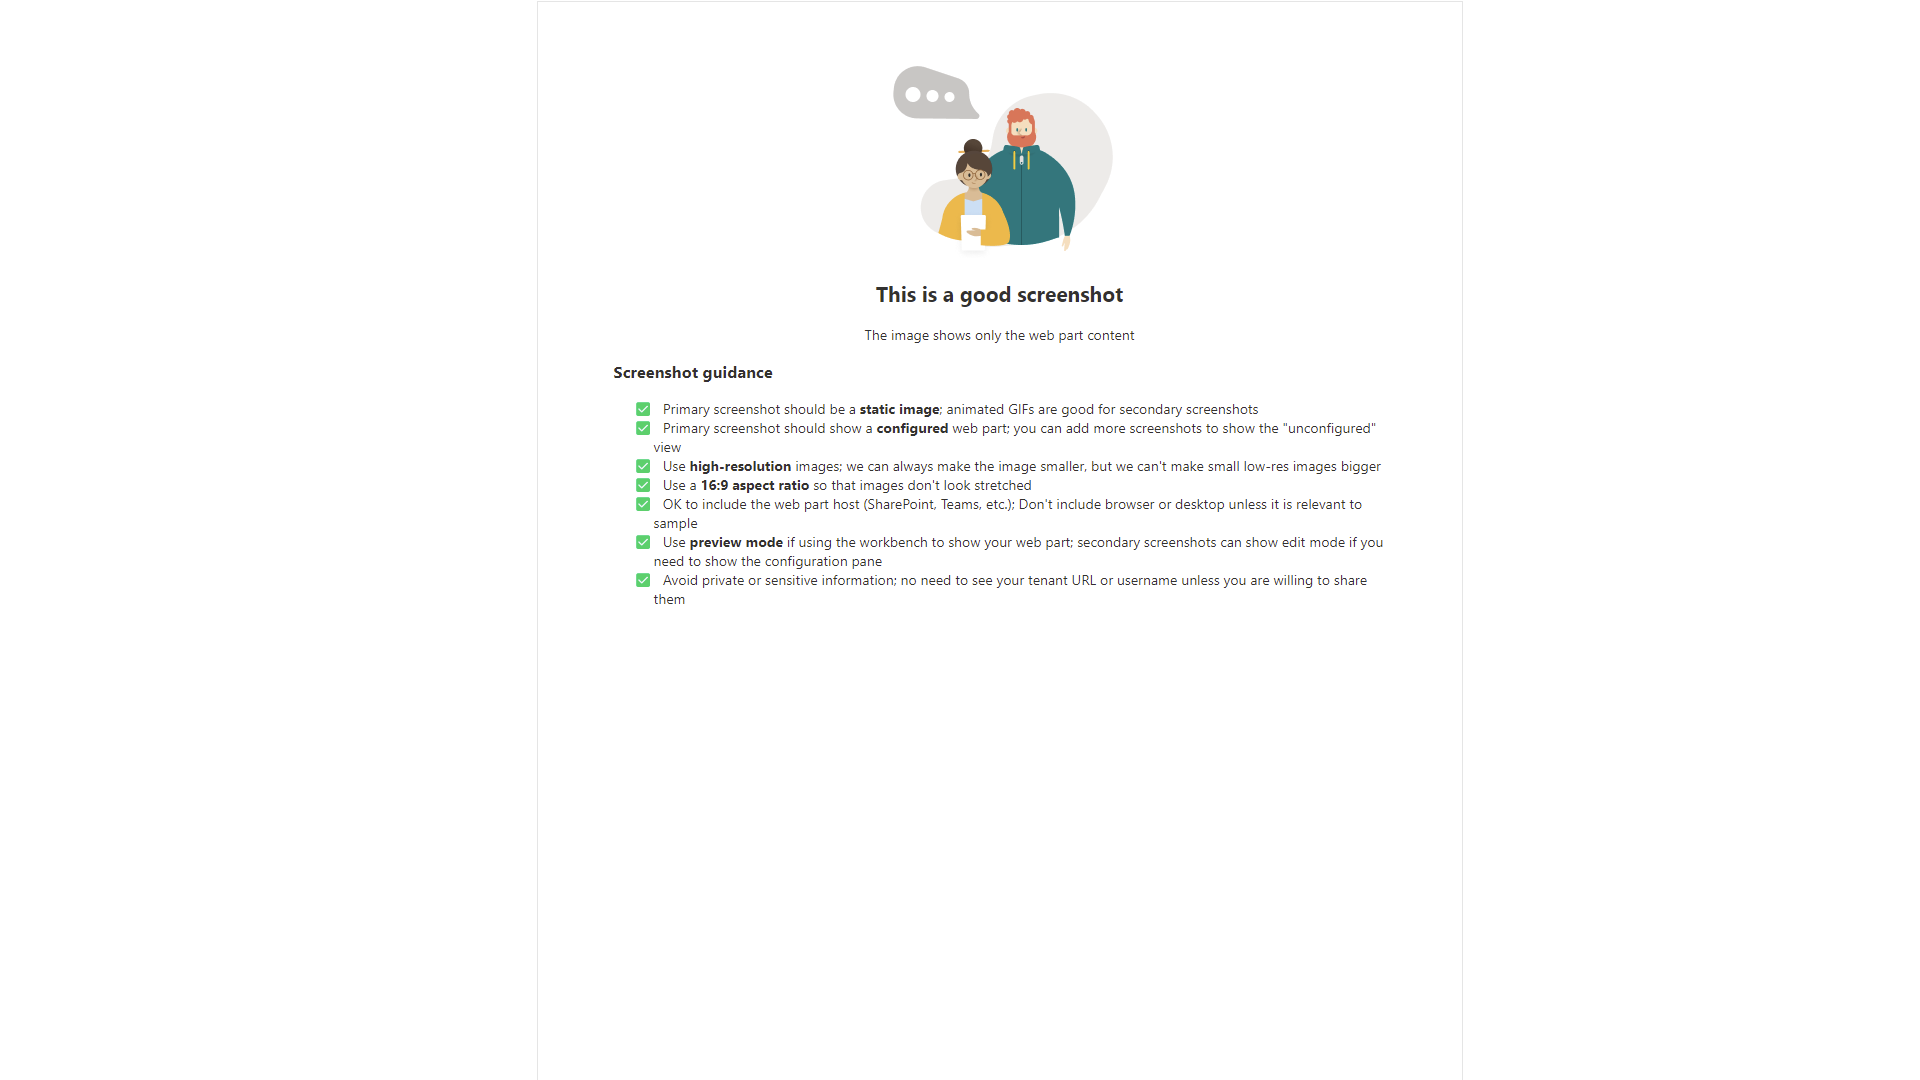 This is a good screenshot
The image shows only the web part content
Screenshot guidance
✅ Primary screenshot should be a static image; animated GIFs are good for secondary screenshots
✅ Primary screenshot should show a configured web part; you can add more screenshots to show the "unconfigured"
view
✅ Use high-resolution images; we can always make the image smaller, but we can't make small low-res images bigger
✅ Use a 16:9 aspect ratio so that images don't look stretched
✅ OK to include the web part host (SharePoint, Teams, etc.); Don't include browser or desktop unless it is relevant to
sample
✅ Use preview mode if using the workbench to show your web part; secondary screenshots can show edit mode if you
need to show the configuration pane
✅ Avoid private or sensitive information; no need to see your tenant URL or username unless you are willing to share
them